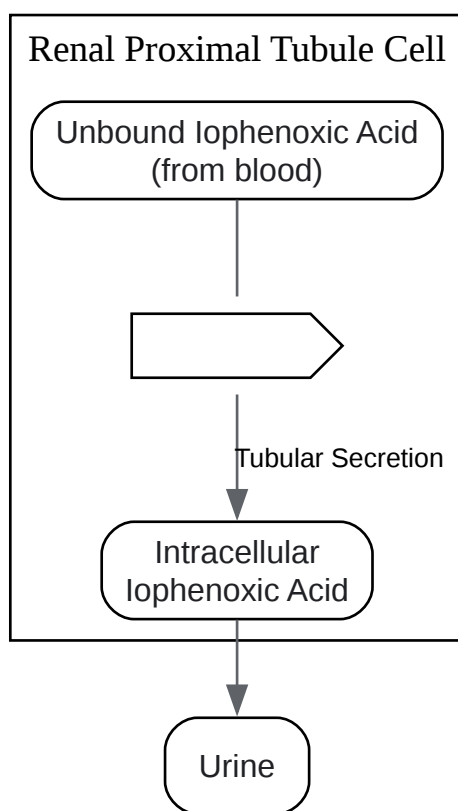 Renal Proximal Tubule Cell
Unbound Iophenoxic Acid
(from blood)
Tubular Secretion
Intracellular
Iophenoxic Acid
Urine